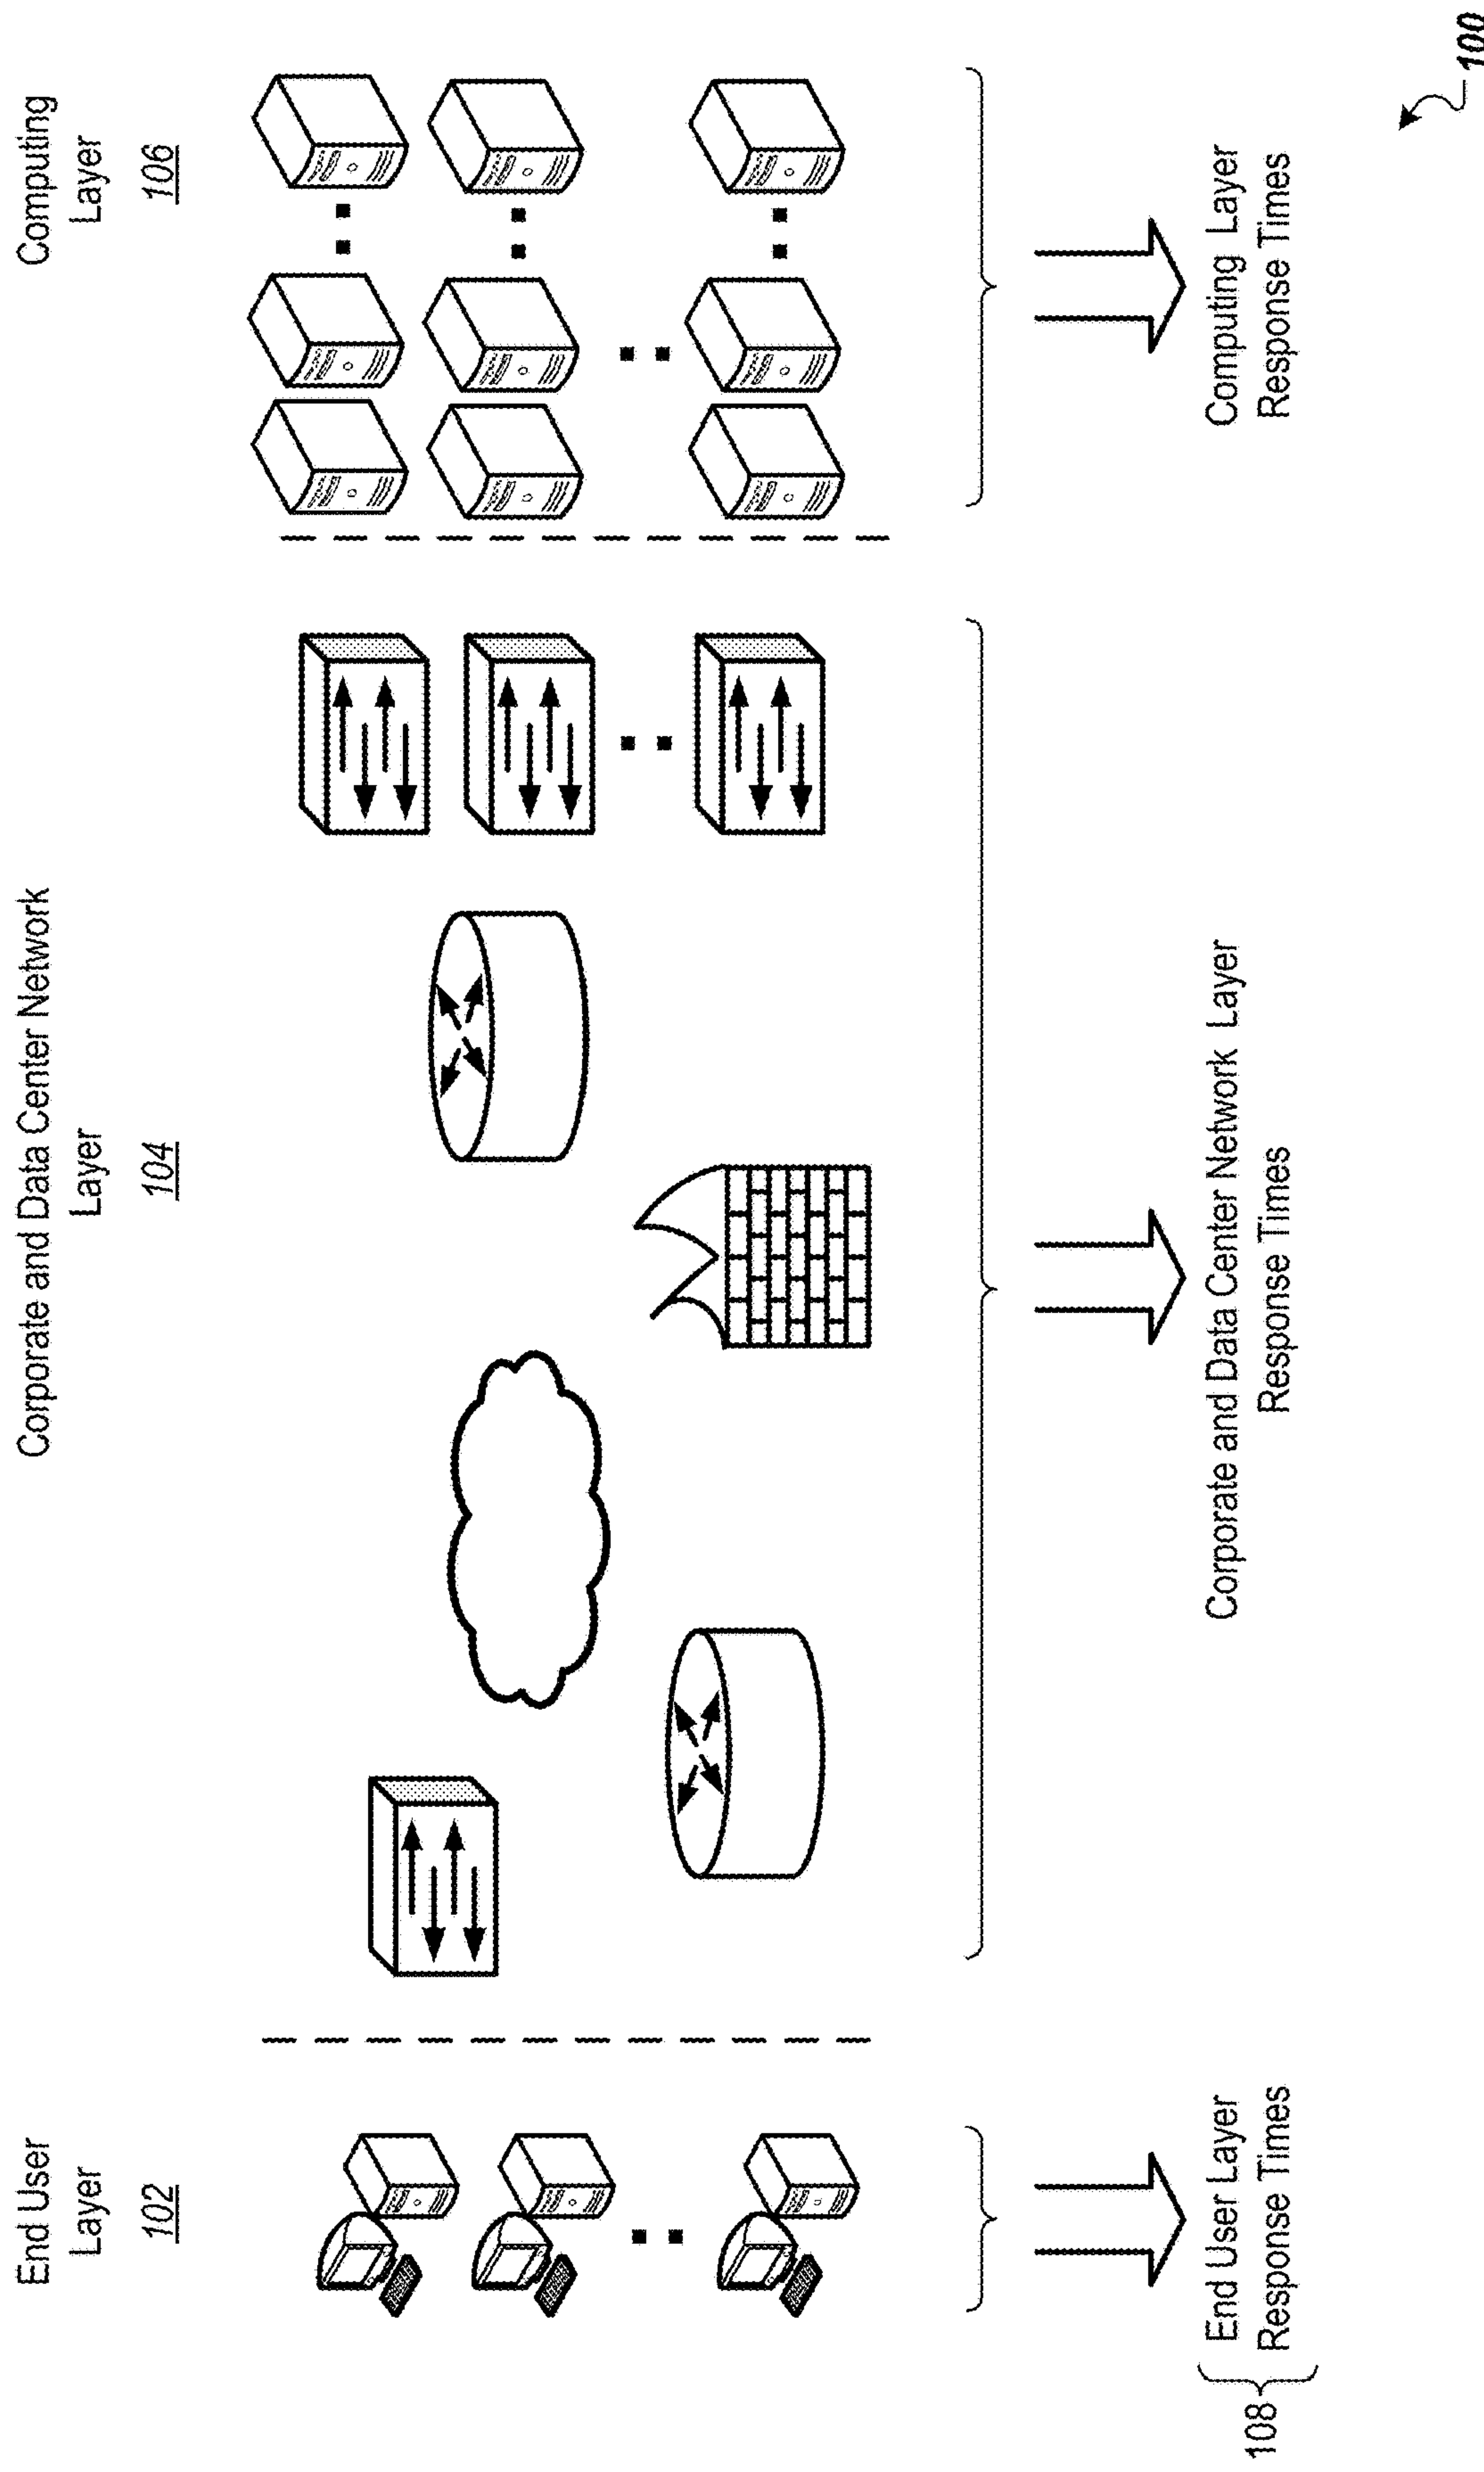 End User
Layer
102
Corporate and Data Center Network
Layer
104
Computing
Layer
106
108
End User Layer
Response Times
Corporate and Data Center Network Layer
Response Times
Computing Layer
Response Times
100